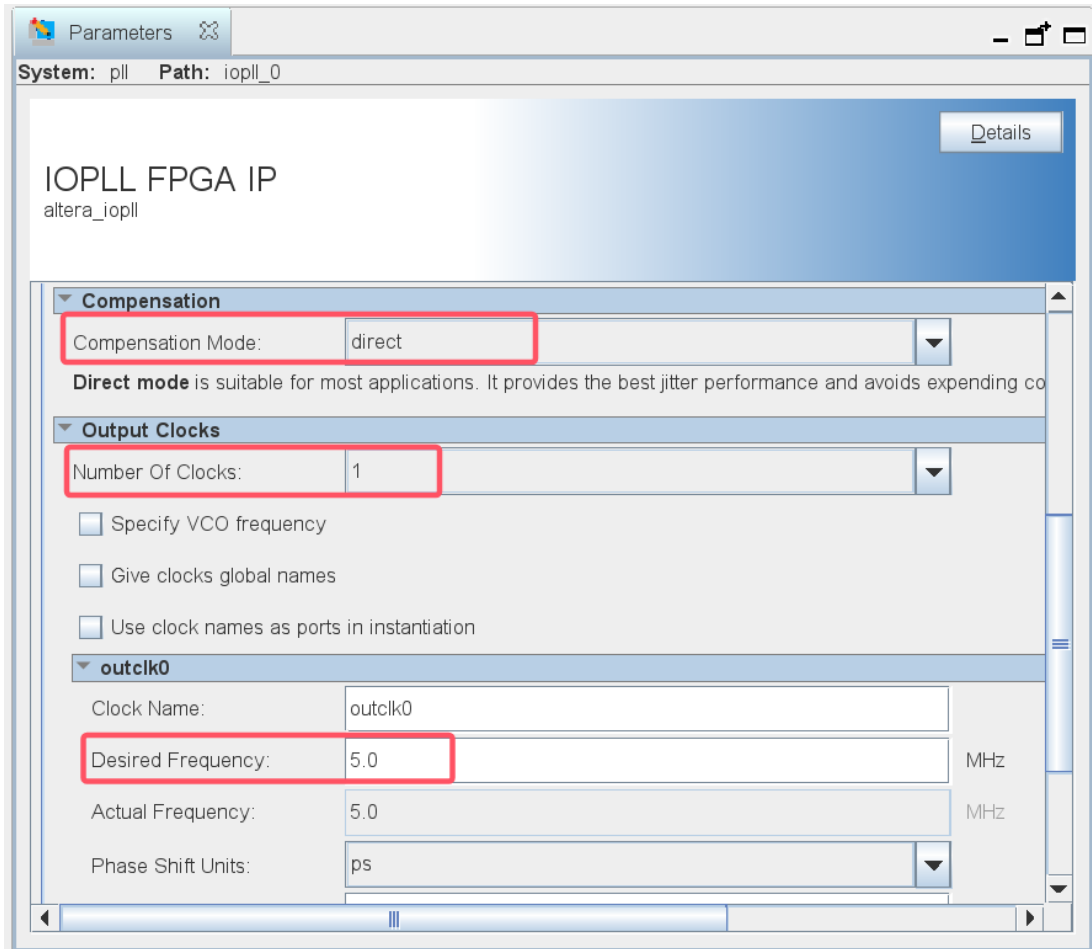 Parameters
System: pll Path: iopll_0
Details
IOPLL FPGA IP
altera_iopll
Compensation
Compensation Mode: direct
Direct mode is suitable for most applications. It provides the best jitter performance and avoids expending co
Output Clocks
Number Of Clocks: 1
Specify VCO frequency
Give clocks global names
Use clock names as ports in instantiation
outclk0
Clock Name: outclk0
Desired Frequency: 5.0 MHz
Actual Frequency: 5.0 MHz
Phase Shift Units: ps